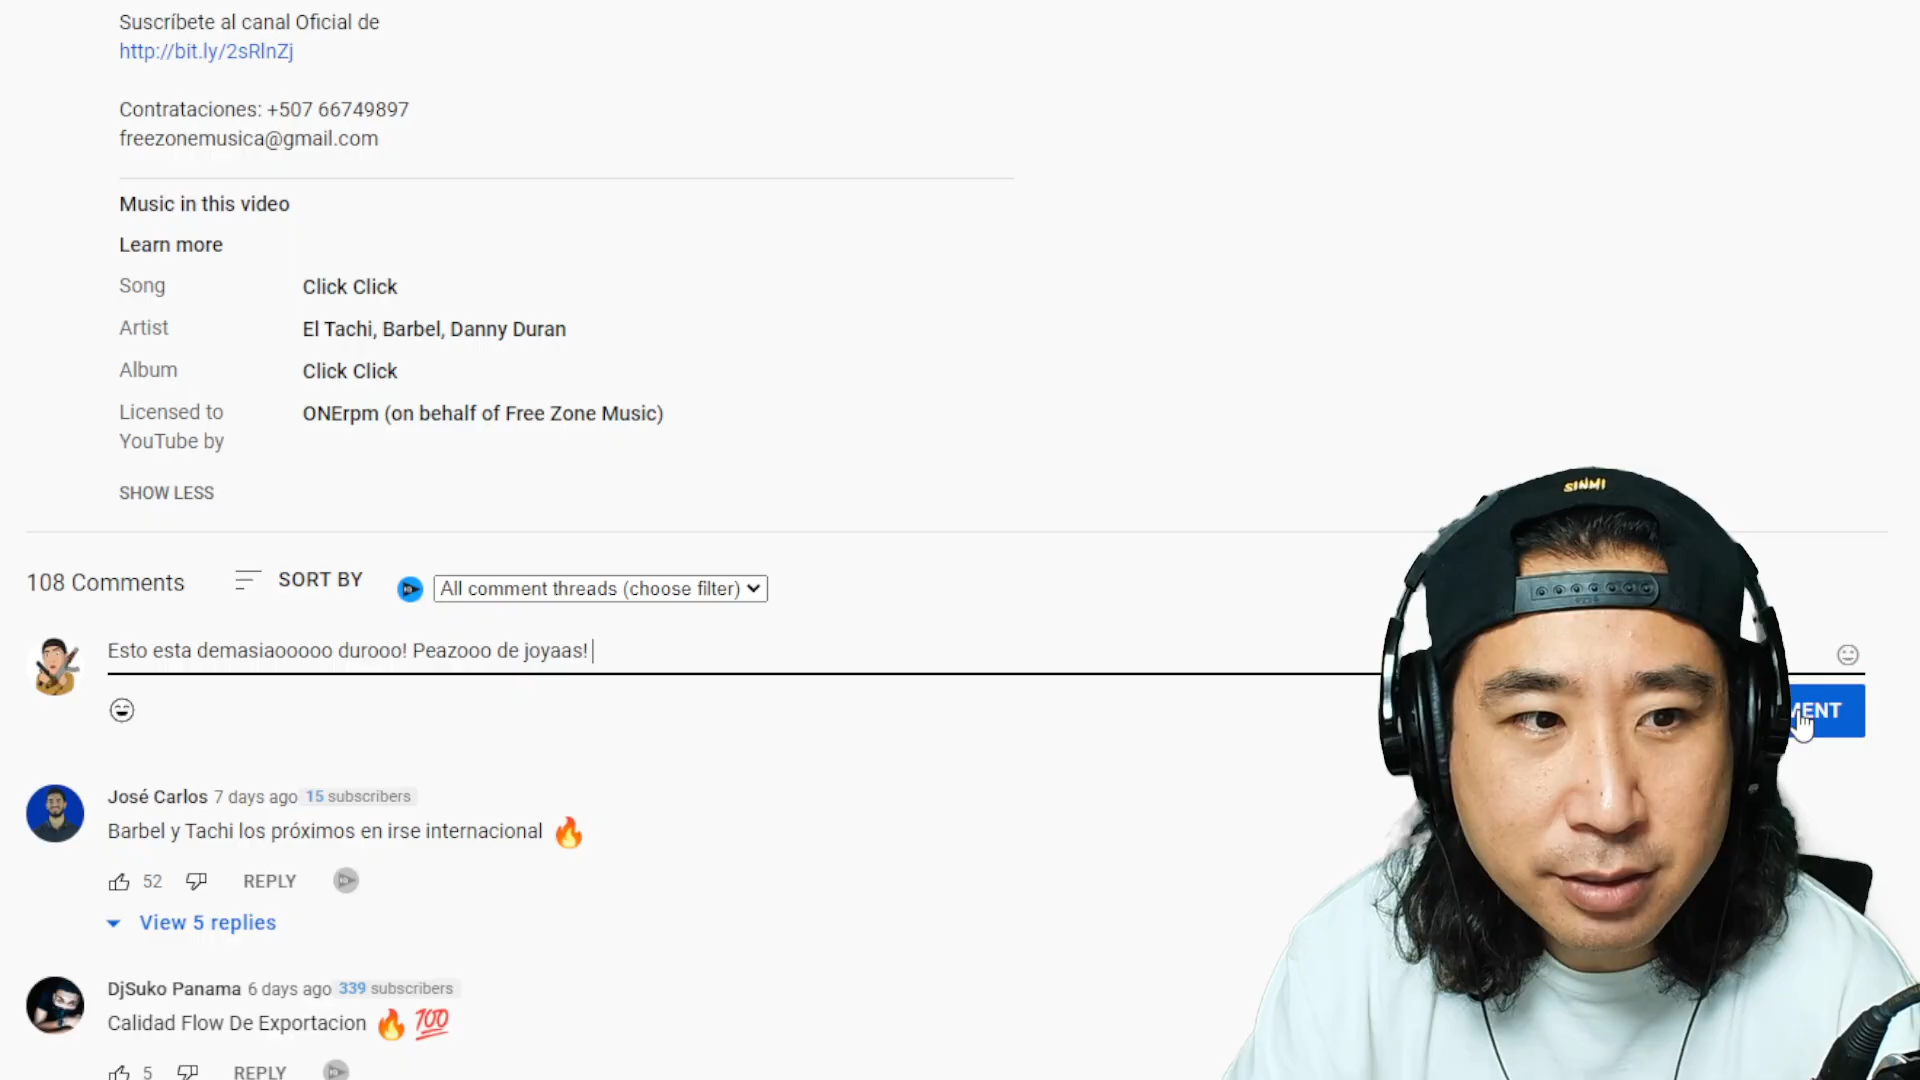 Suscríbete al canal Oficial de
http://bit.ly/2sRlnZj
Contrataciones: +507 66749897
freezonemusica@gmail.com
Music in this video
Learn more
Song Click Click
Artist El Tachi, Barbel, Danny Duran
Album Click Click
Licensed to YouTube by ONErpm (on behalf of Free Zone Music)
SHOW LESS
SINMI
108 Comments SORT BY All comment threads (choose filter)
Esto esta demasiaooooo durooo! Peazooo de joyaas!
MENT
José Carlos 7 days ago 15 subscribers
Barbel y Tachi los próximos en irse internacional 🔥
52 REPLY
View 5 replies
DjSuko Panama 6 days ago 339 subscribers
Calidad Flow De Exportacion 🔥 💯
5 REPLY